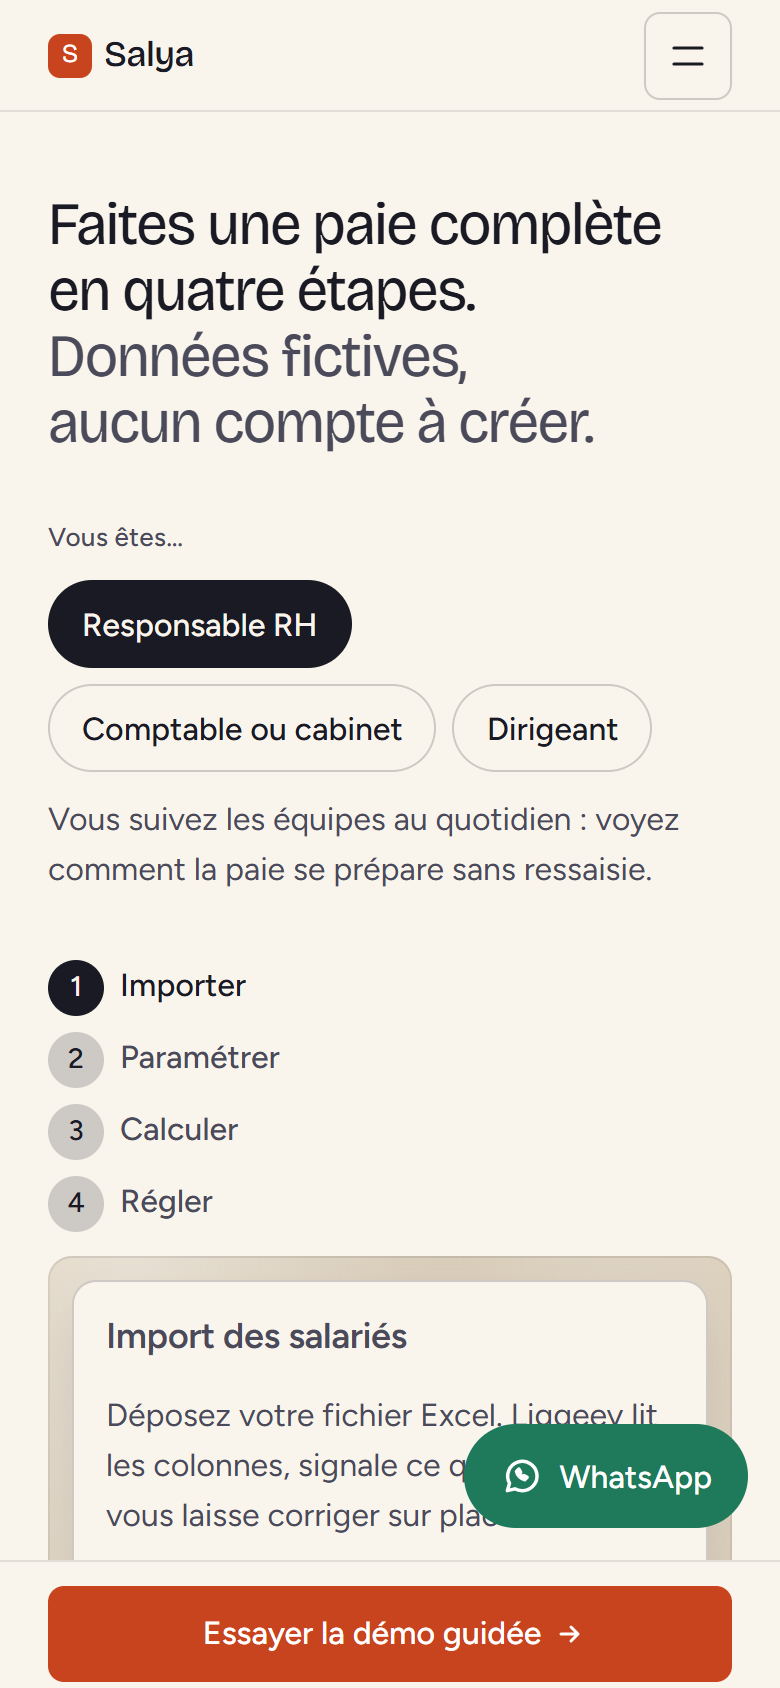 S Salya
Faites une paie complète
en quatre étapes.
Données fictives,
aucun compte à créer.
Vous êtes…
Responsable RH
Comptable ou cabinet
Dirigeant
Vous suivez les équipes au quotidien : voyez
comment la paie se prépare sans ressaisie.
1 Importer
2 Paramétrer
3 Calculer
4 Régler
Import des salariés
Déposez votre fichier Excel. Liggeey lit
les colonnes, signale ce
vous laisse corriger sur
WhatsApp
Essayer la démo guidée →